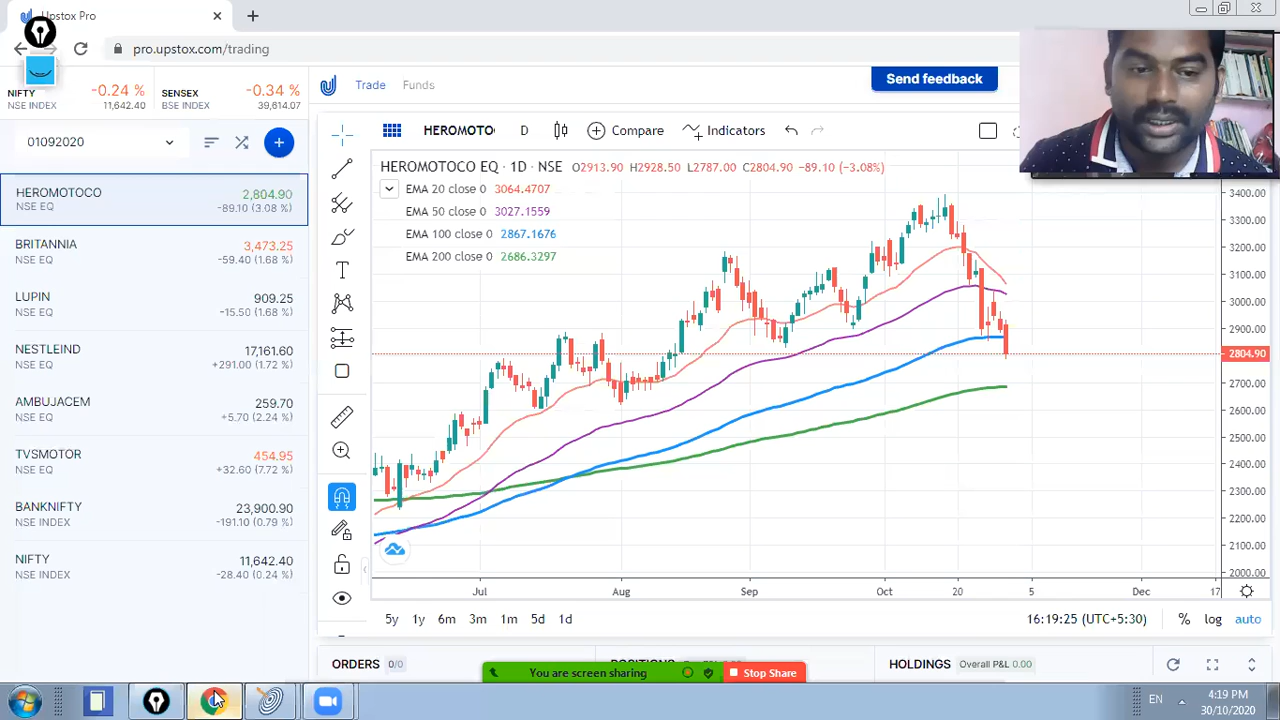 Upstox Pro
pro.upstox.com/trading
NIFTY -0.24 %
NSE INDEX 11,642.40
SENSEX -0.34 %
BSE INDEX 39,614.07
Trade Funds
Send feedback
01092020
HEROMOTO D Compare Indicators
HEROMOTOCO EQ · 1D · NSE O2913.90 H2928.50 L2787.00 C2804.90 -89.10 (-3.08%)
EMA 20 close 0 3064.4707
EMA 50 close 0 3027.1559
EMA 100 close 0 2867.1676
EMA 200 close 0 2686.3297
HEROMOTOCO 2,804.90
NSE EQ -89.10 (3.08 %)
BRITANNIA 3,473.25
NSE EQ -59.40 (1.68 %)
LUPIN 909.25
NSE EQ -15.50 (1.68 %)
NESTLEIND 17,161.60
NSE EQ +291.00 (1.72 %)
AMBUJACEM 259.70
NSE EQ +5.70 (2.24 %)
TVSMOTOR 454.95
NSE EQ +32.60 (7.72 %)
BANKNIFTY 23,900.90
NSE INDEX -191.10 (0.79 %)
NIFTY 11,642.40
NSE INDEX -28.40 (0.24 %)
3400.00
3300.00
3200.00
3100.00
3000.00
2900.00
2804.90
2700.00
2600.00
2500.00
2400.00
2300.00
2200.00
2100.00
2000.00
Jul Aug Sep Oct 20 5 Dec 17
5y 1y 6m 3m 1m 5d 1d
16:19:25 (UTC+5:30) % log auto
ORDERS 0/0
HOLDINGS Overall P&L 0.00
You are screen sharing Stop Share
EN 4:19 PM
30/10/2020